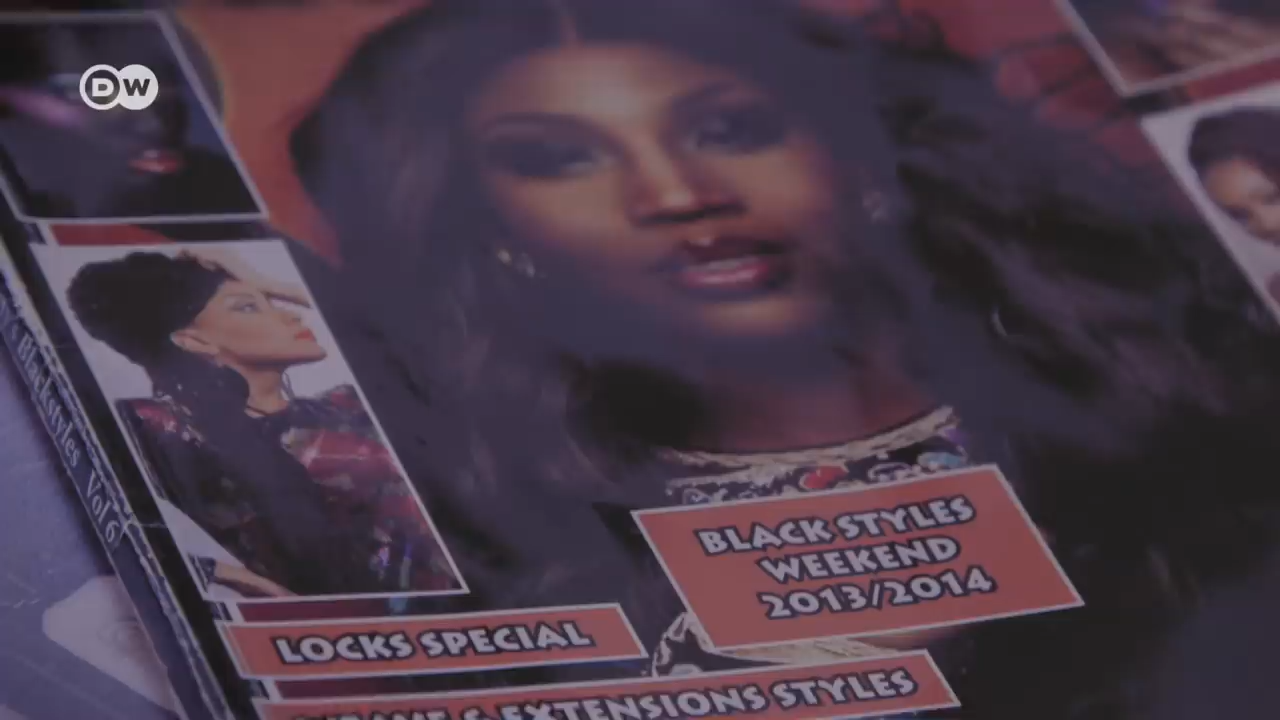 DW
Blackstyles Vol 6
BLACK STYLES
WEEKEND
2013/2014
LOCKS SPECIAL
& EXTENSIONS STYLES